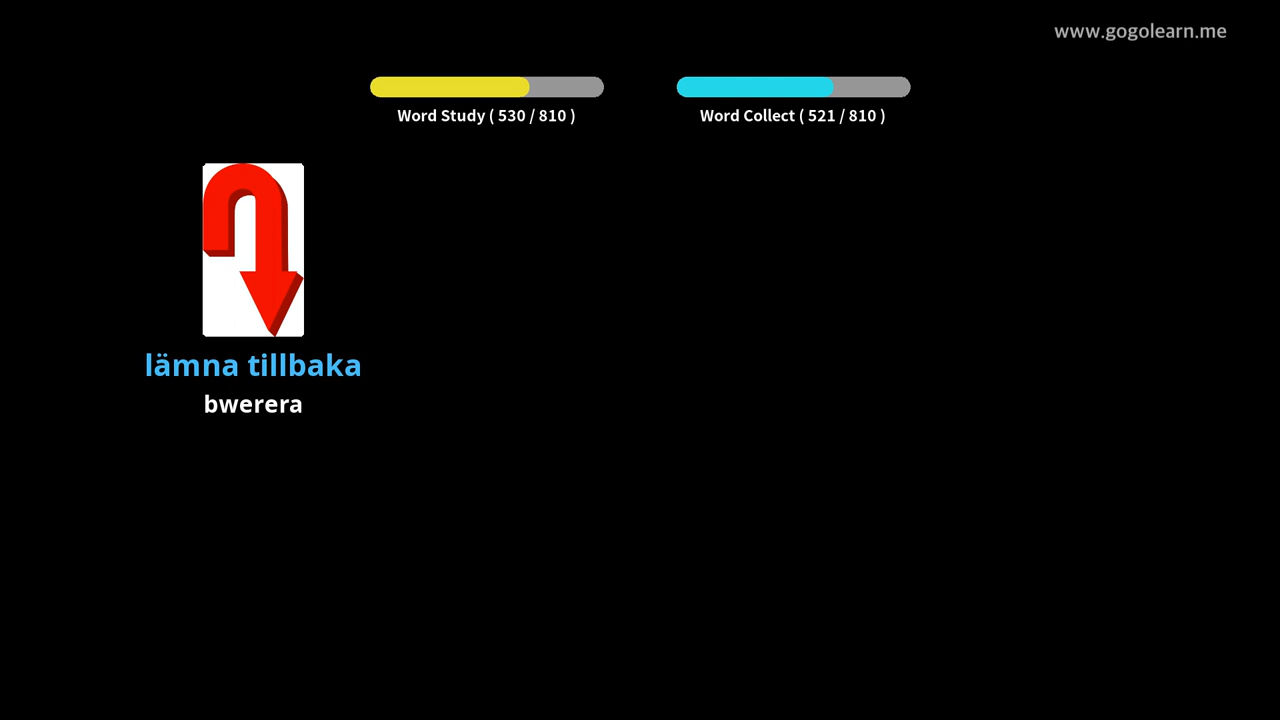 www.gogolearn.me
Word Study ( 530 / 810 )
Word Collect ( 521 / 810 )
lämna tillbaka
bwerera